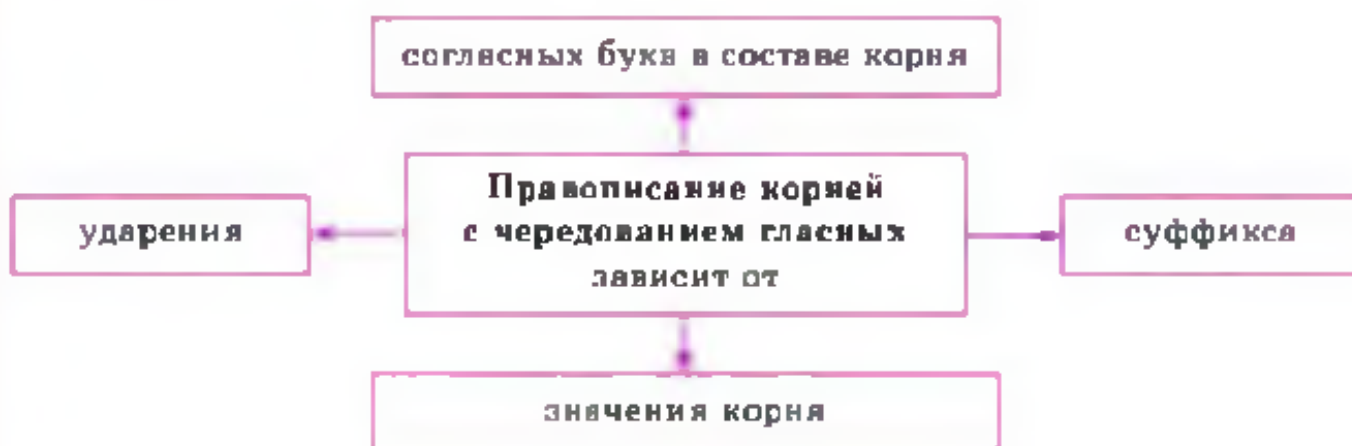 согласных букв в составе корня
Правописание корней
с чередованием гласных
зависит от
ударения
суффикса
значения корня